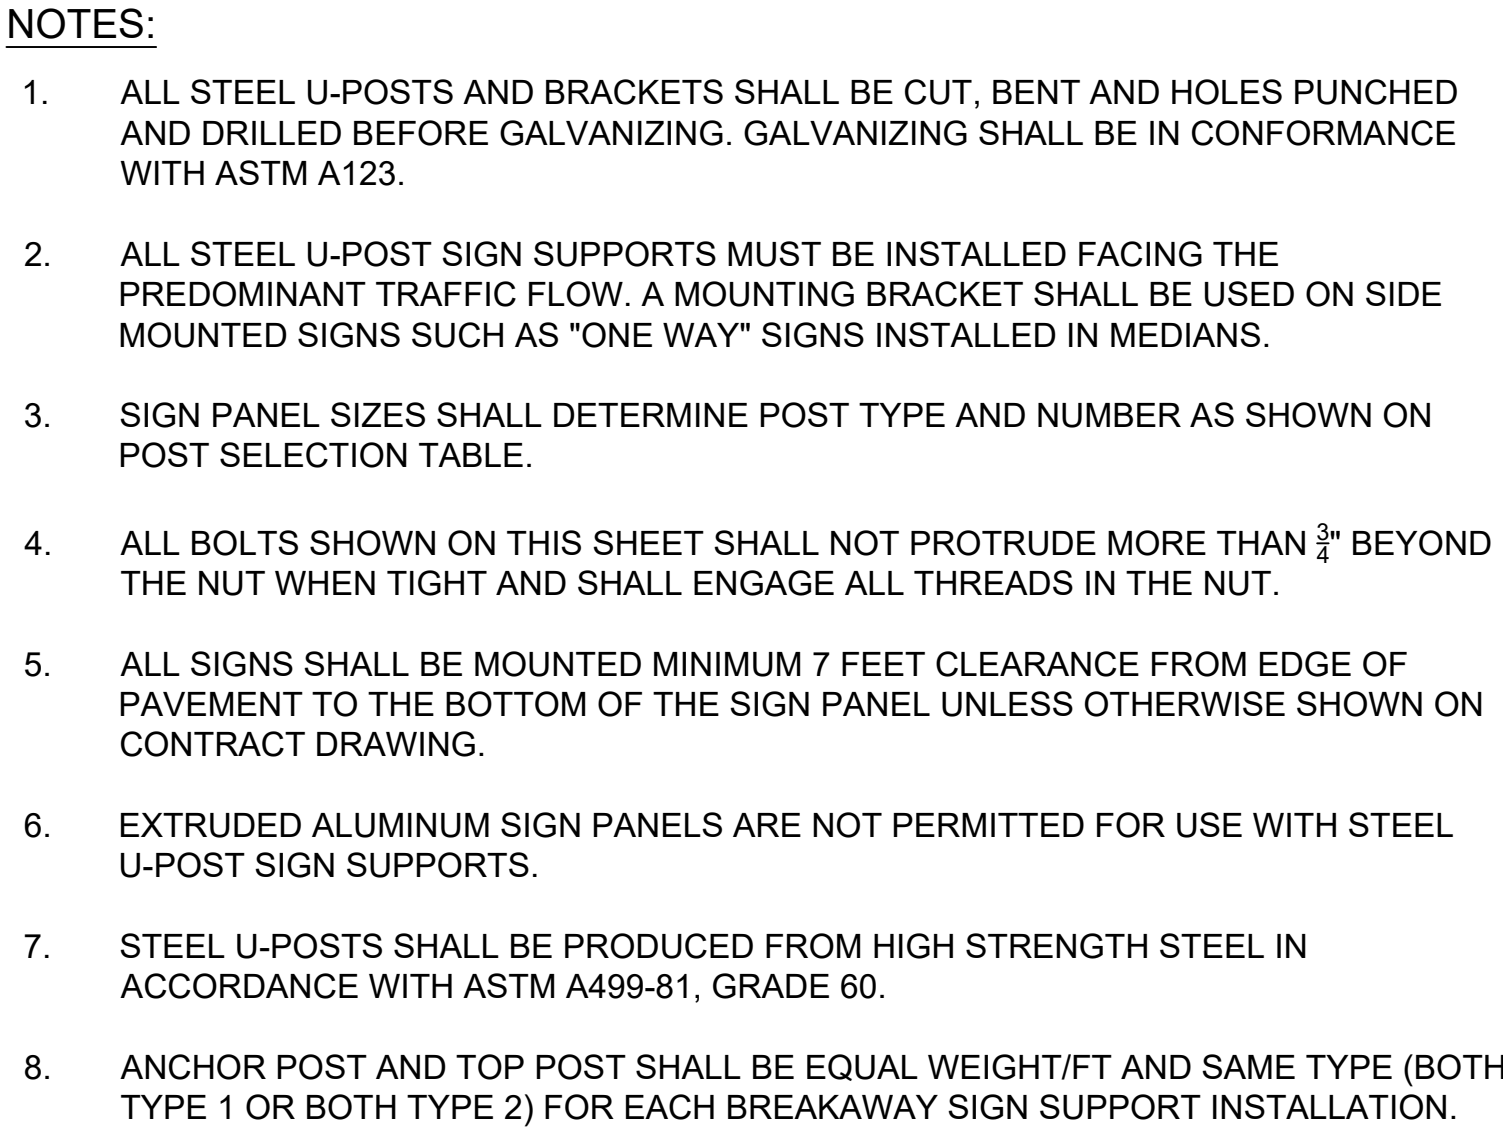 NOTES:
1. ALL STEEL U-POSTS AND BRACKETS SHALL BE CUT, BENT AND HOLES PUNCHED
AND DRILLED BEFORE GALVANIZING. GALVANIZING SHALL BE IN CONFORMANCE
WITH ASTM A123.
2. ALL STEEL U-POST SIGN SUPPORTS MUST BE INSTALLED FACING THE
PREDOMINANT TRAFFIC FLOW. A MOUNTING BRACKET SHALL BE USED ON SIDE
MOUNTED SIGNS SUCH AS "ONE WAY" SIGNS INSTALLED IN MEDIANS.
3. SIGN PANEL SIZES SHALL DETERMINE POST TYPE AND NUMBER AS SHOWN ON
POST SELECTION TABLE.
4. ALL BOLTS SHOWN ON THIS SHEET SHALL NOT PROTRUDE MORE THAN 3/4" BEYOND
THE NUT WHEN TIGHT AND SHALL ENGAGE ALL THREADS IN THE NUT.
5. ALL SIGNS SHALL BE MOUNTED MINIMUM 7 FEET CLEARANCE FROM EDGE OF
PAVEMENT TO THE BOTTOM OF THE SIGN PANEL UNLESS OTHERWISE SHOWN ON
CONTRACT DRAWING.
6. EXTRUDED ALUMINUM SIGN PANELS ARE NOT PERMITTED FOR USE WITH STEEL
U-POST SIGN SUPPORTS.
7. STEEL U-POSTS SHALL BE PRODUCED FROM HIGH STRENGTH STEEL IN
ACCORDANCE WITH ASTM A499-81, GRADE 60.
8. ANCHOR POST AND TOP POST SHALL BE EQUAL WEIGHT/FT AND SAME TYPE (BOTH
TYPE 1 OR BOTH TYPE 2) FOR EACH BREAKAWAY SIGN SUPPORT INSTALLATION.